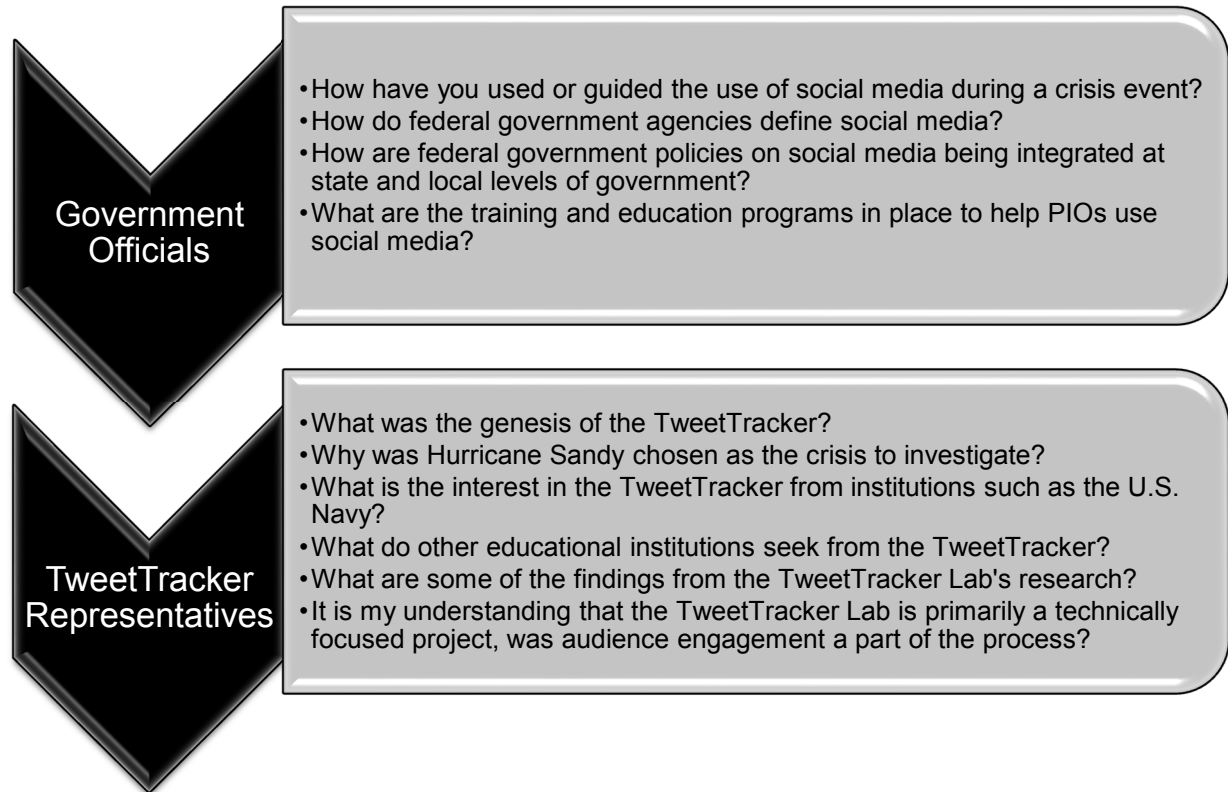 Government
Officials
•How have you used or guided the use of social media during a crisis event?
•How do federal government agencies define social media?
•How are federal government policies on social media being integrated at
state and local levels of government?
•What are the training and education programs in place to help PIOs use
social media?
TweetTracker
Representatives
•What was the genesis of the TweetTracker?
•Why was Hurricane Sandy chosen as the crisis to investigate?
•What is the interest in the TweetTracker from institutions such as the U.S.
Navy?
•What do other educational institutions seek from the TweetTracker?
•What are some of the findings from the TweetTracker Lab's research?
•It is my understanding that the TweetTracker Lab is primarily a technically
focused project, was audience engagement a part of the process?